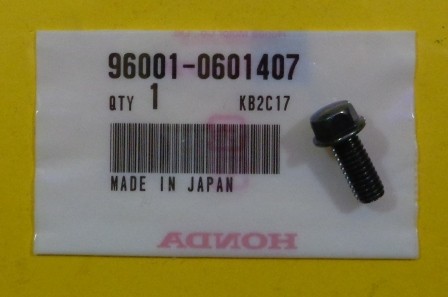 96001-0601407
QTY 1 KB2C17
MADE IN JAPAN
HONDA